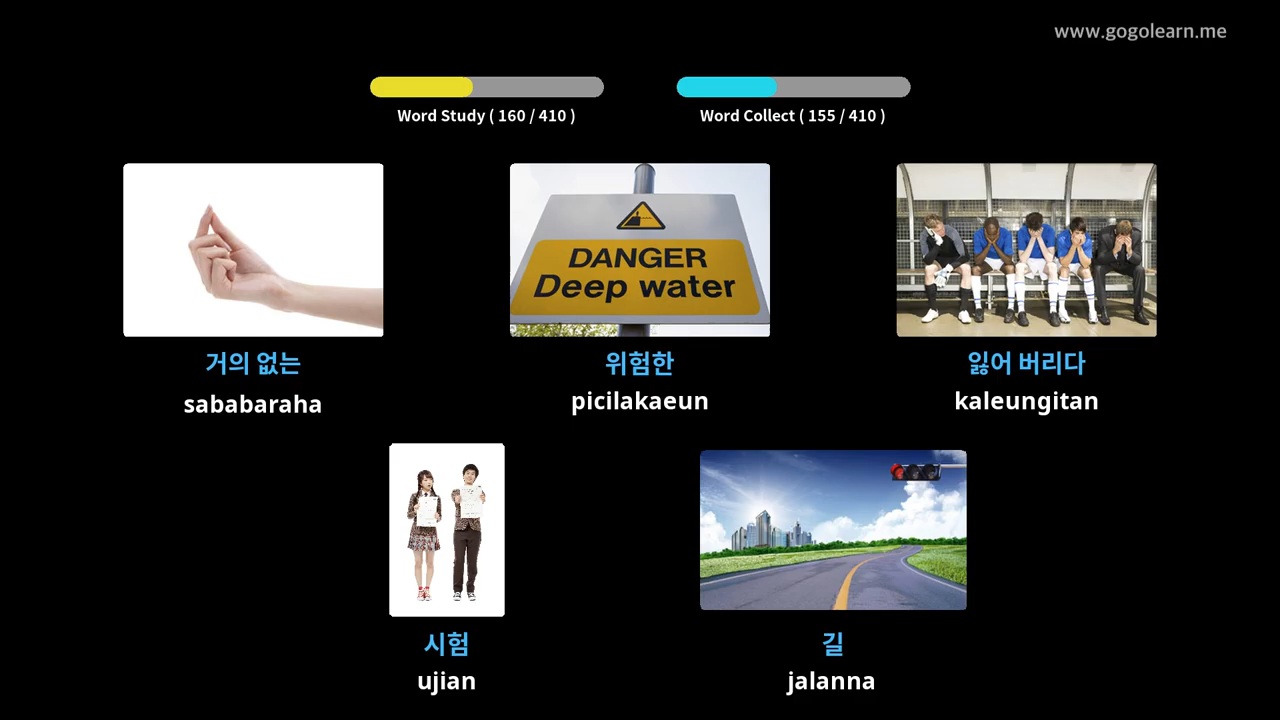 www.gogolearn.me
Word Study ( 160 / 410 )
Word Collect ( 155 / 410 )
DANGER
Deep water
거의 없는
위험한
잃어 버리다
sababaraha
picilakaeun
kaleungitan
시험
길
ujian
jalanna